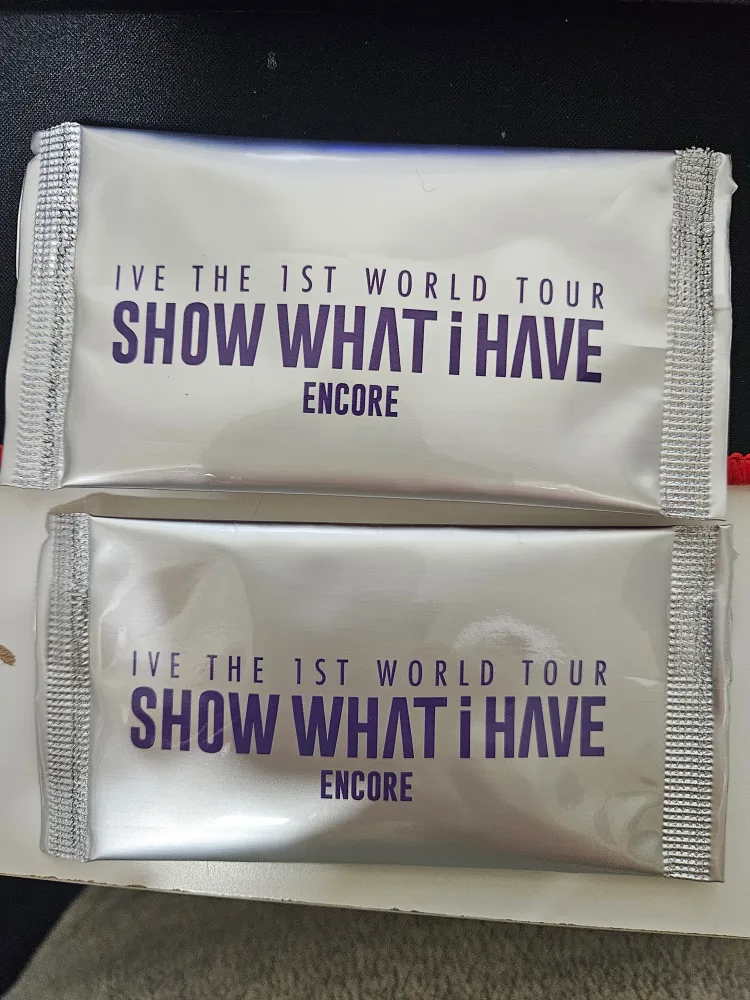 IVE THE 1ST WORLD TOUR
SHOW WHAT i HAVE
ENCORE
IVE THE 1ST WORLD TOUR
SHOW WHAT i HAVE
ENCORE